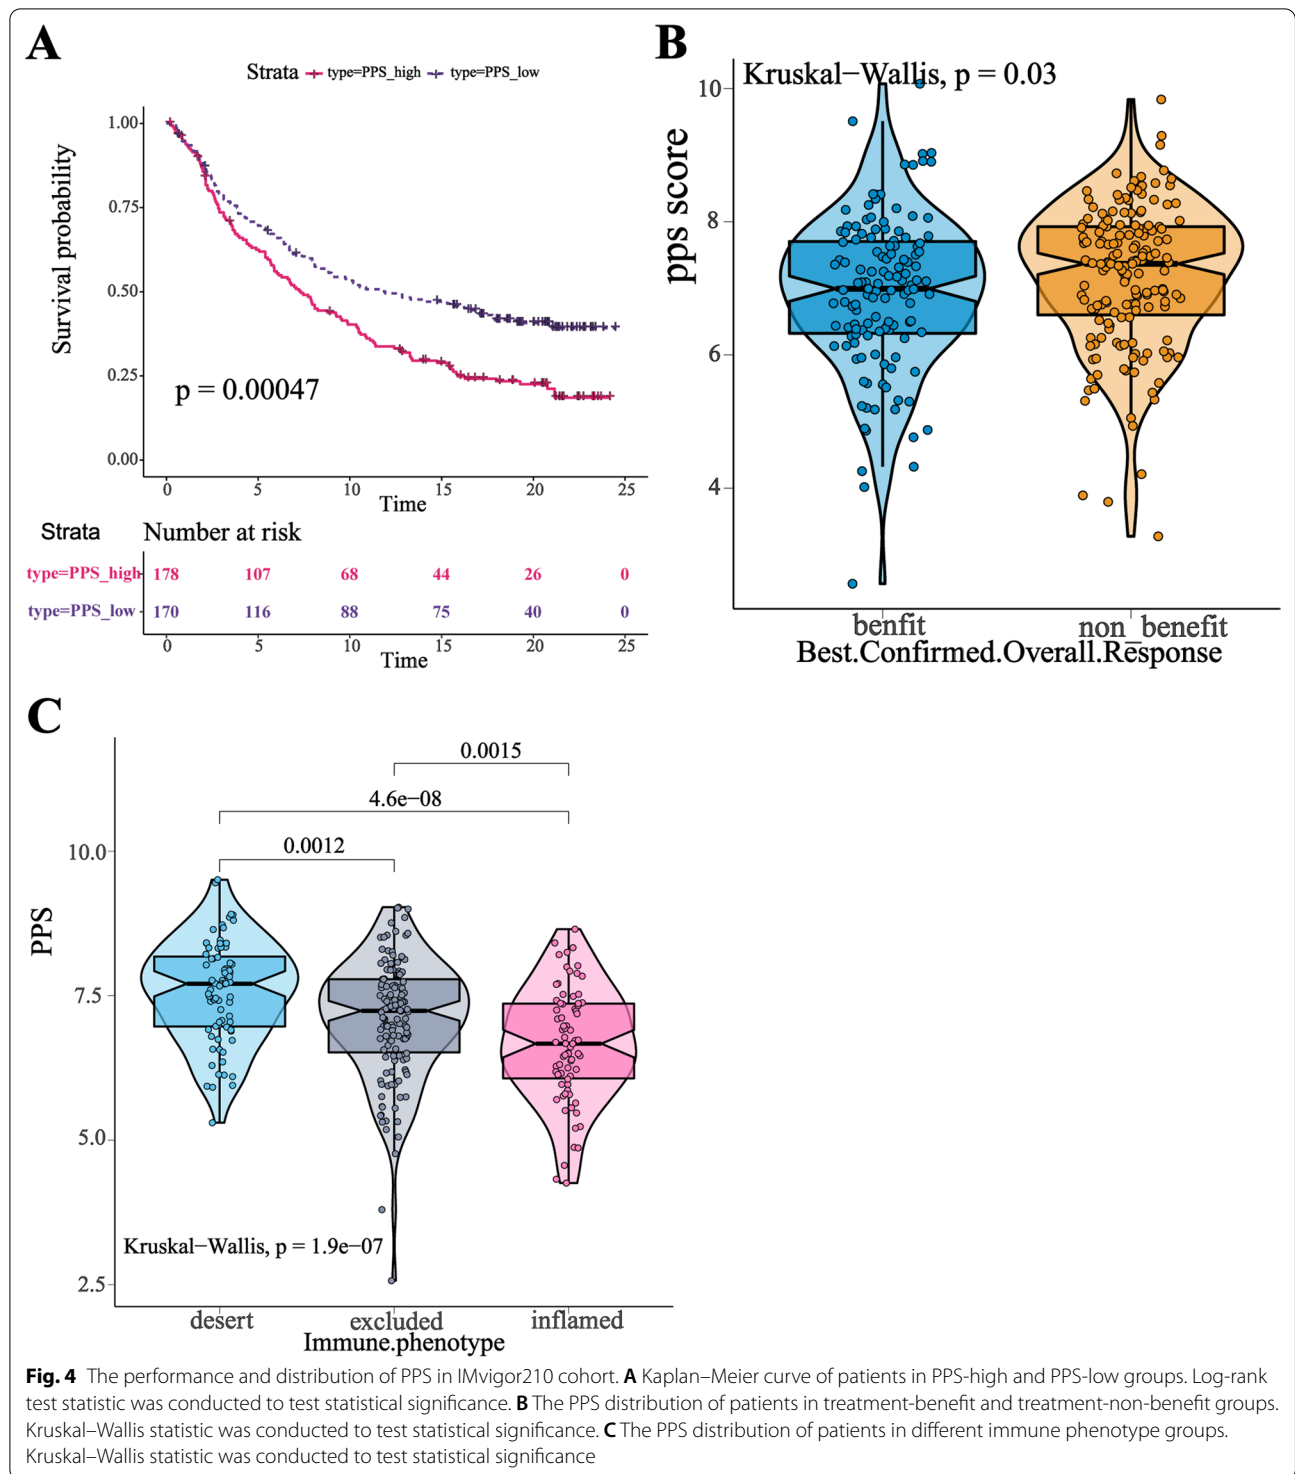 A
Strata type=PPS_high type=PPS_low
Survival probability
1.00
0.75
0.50
0.25
0.00
p = 0.00047
0 5 10 15 20 25
Time
Strata Number at risk
type=PPS_high 178 107 68 44 26 0
type=PPS_low 170 116 88 75 40 0
0 5 10 15 20 25
Time
B
Kruskal−Wallis, p = 0.03
pps score
10
8
6
4
benfit non_benefit
Best.Confirmed.Overall.Response
C
0.0015
4.6e−08
0.0012
PPS
10.0
7.5
5.0
2.5
Kruskal−Wallis, p = 1.9e−07
desert excluded inflamed
Immune.phenotype
Fig. 4 The performance and distribution of PPS in IMvigor210 cohort. A Kaplan–Meier curve of patients in PPS-high and PPS-low groups. Log-rank
test statistic was conducted to test statistical significance. B The PPS distribution of patients in treatment-benefit and treatment-non-benefit groups.
Kruskal–Wallis statistic was conducted to test statistical significance. C The PPS distribution of patients in different immune phenotype groups.
Kruskal–Wallis statistic was conducted to test statistical significance